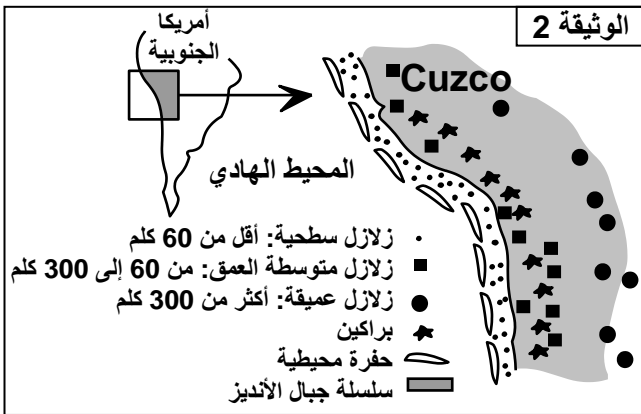 الوثيقة 2
أمريكا
الجنوبية
Cuzco
المحيط الهادي
زلازل سطحية: أقل من 60 كلم
زلازل متوسطة العمق: من 60 إلى 300 كلم
زلازل عميقة: أكثر من 300 كلم
براكين
حفرة محيطية
سلسلة جبال الأنديز